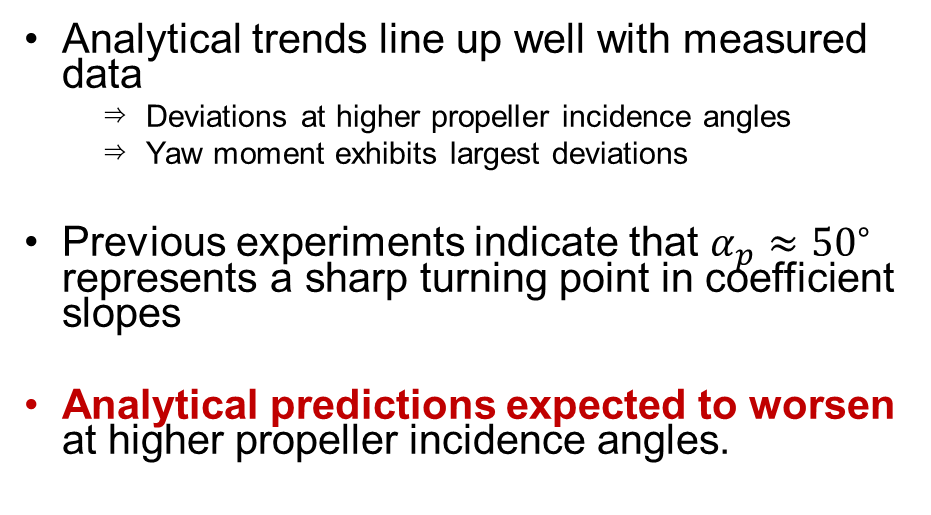 • Analytical trends line up well with measured
data
⇒ Deviations at higher propeller incidence angles
⇒ Yaw moment exhibits largest deviations
• Previous experiments indicate that 𝛼𝑝 ≈ 50°
represents a sharp turning point in coefficient
slopes
• Analytical predictions expected to worsen
at higher propeller incidence angles.